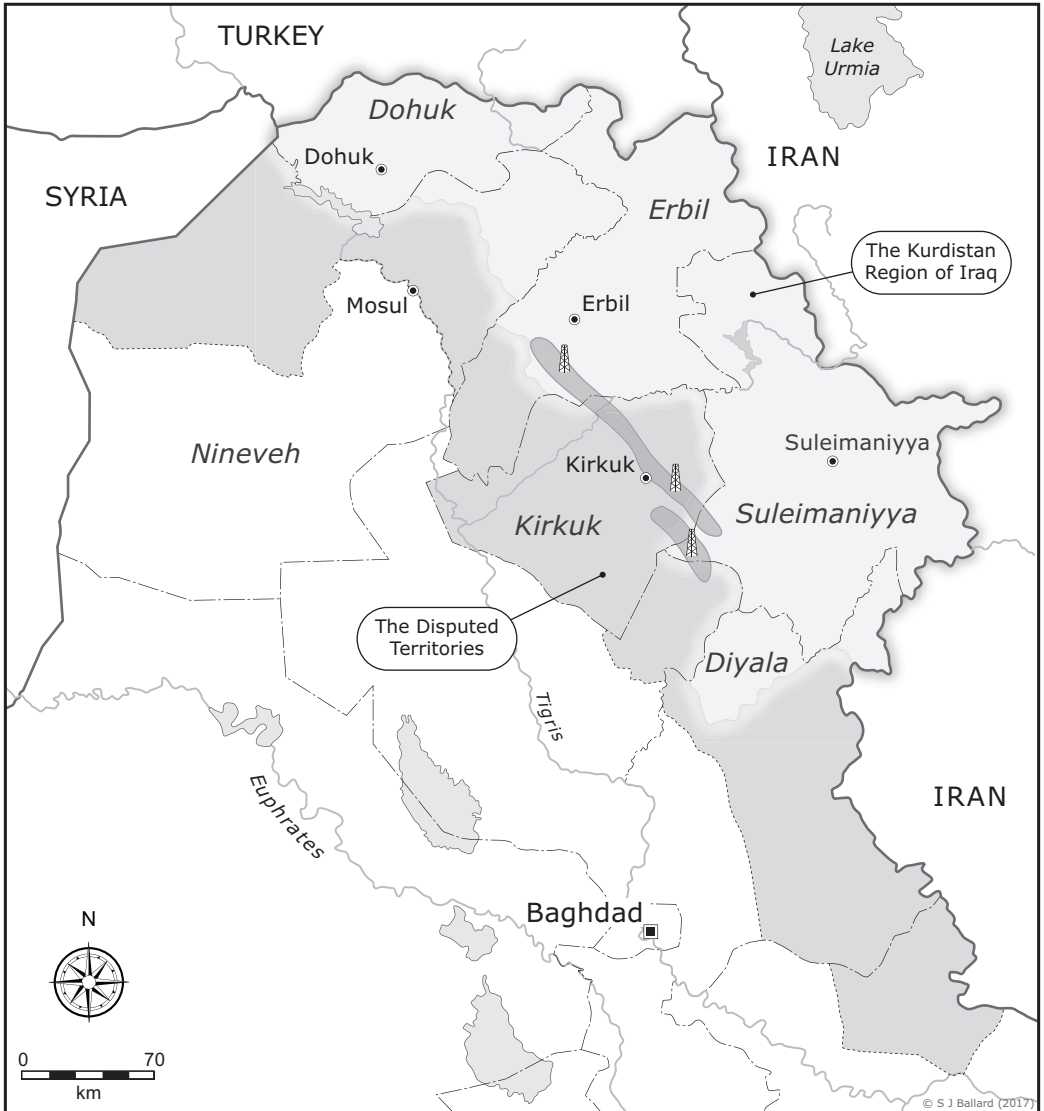 TURKEY
Lake
Urmia
Dohuk
Dohuk
IRAN
SYRIA
Erbil
The Kurdistan
Region of Iraq
Mosul
Erbil
Nineveh
Suleimaniyya
Kirkuk
Kirkuk
Suleimaniyya
The Disputed
Territories
Diyala
Tigris
Euphrates
IRAN
Baghdad
N
0 70
km
© S J Ballard (2017)